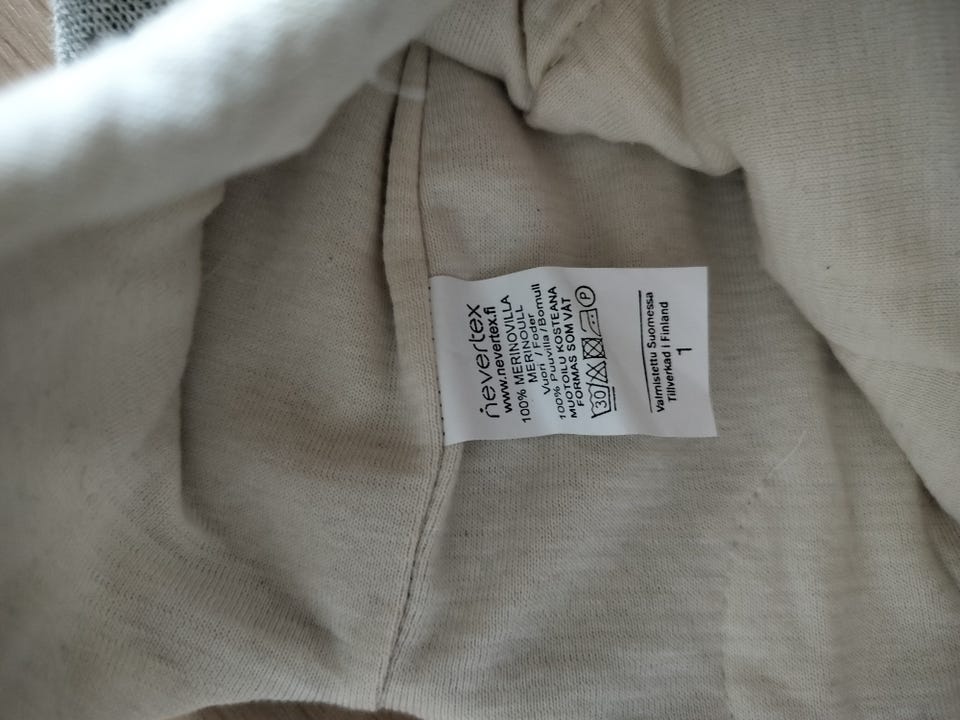 nevertex
www.nevertex.fi
100% MERINOVILLA
MERINOULL
Vuori / Foder
100% Puuvilla / Bomull
MUOTOILU KOSTEANA
FORMAS SOM VÅT
30 P
Valmistettu Suomessa
Tillverkad i Finland
1